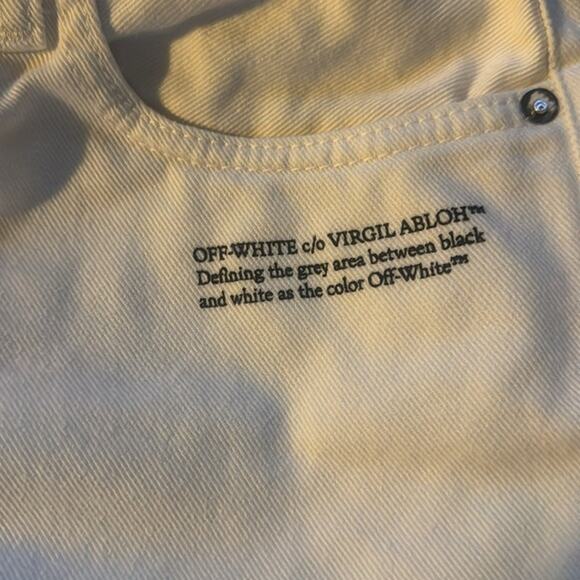 OFF-WHITE c/o VIRGIL ABLOH™
Defining the grey area between black
and white as the color Off-White™